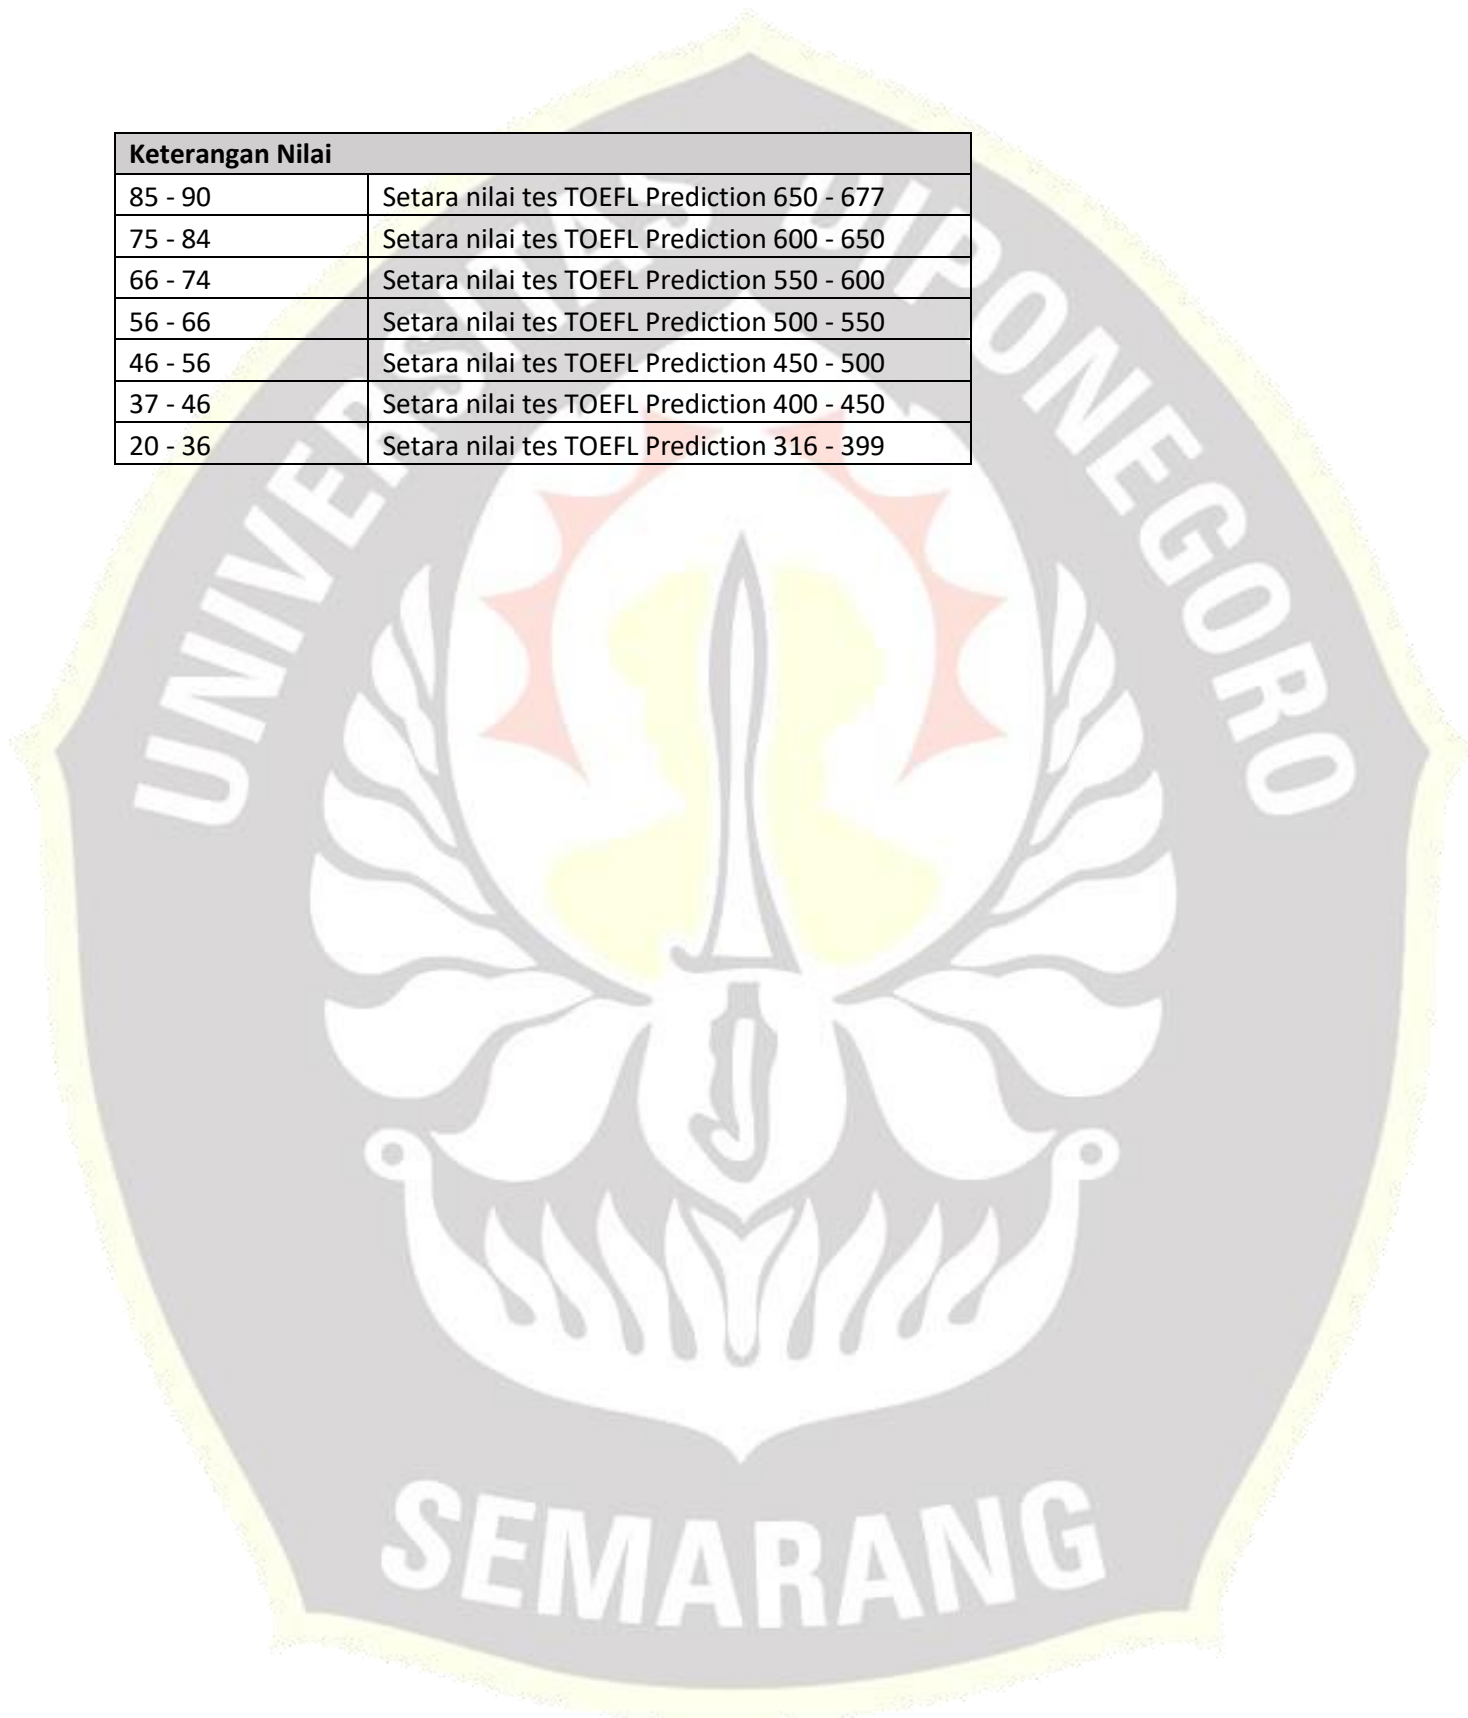 Keterangan Nilai
85 - 90 Setara nilai tes TOEFL Prediction 650 - 677
75 - 84 Setara nilai tes TOEFL Prediction 600 - 650
66 - 74 Setara nilai tes TOEFL Prediction 550 - 600
56 - 66 Setara nilai tes TOEFL Prediction 500 - 550
46 - 56 Setara nilai tes TOEFL Prediction 450 - 500
37 - 46 Setara nilai tes TOEFL Prediction 400 - 450
20 - 36 Setara nilai tes TOEFL Prediction 316 - 399
UNIVERSITAS DIPONEGORO
SEMARANG